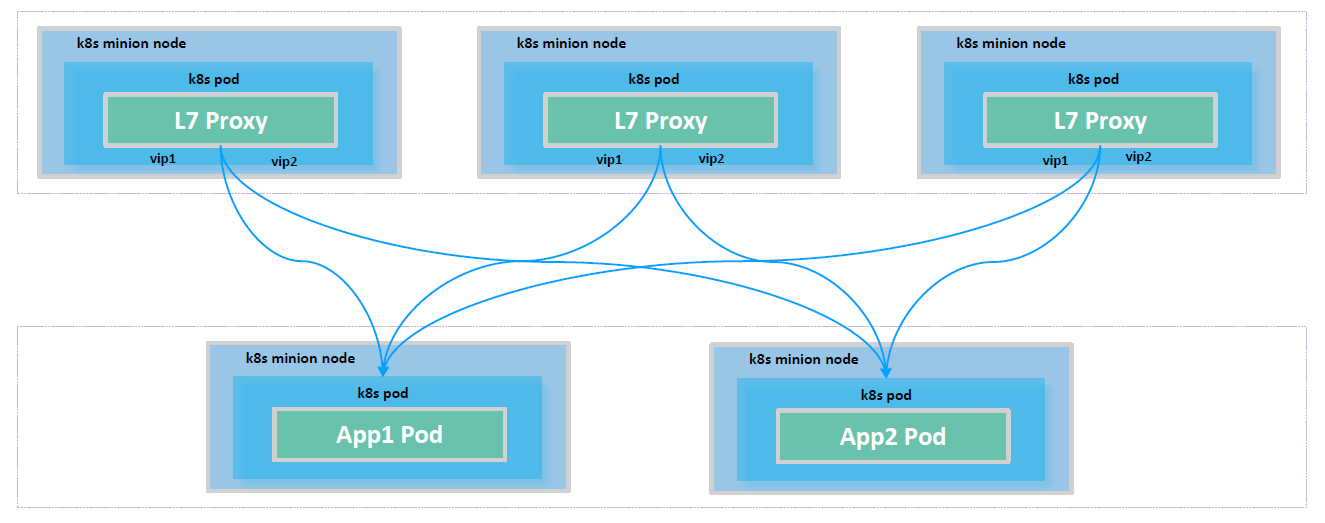 k8s minion node
k8s pod
L7 Proxy
vip1
vip2
k8s minion node
k8s pod
L7 Proxy
vip1
vip2
k8s minion node
k8s pod
L7 Proxy
vip1
vip2
k8s minion node
k8s pod
App1 Pod
k8s minion node
k8s pod
App2 Pod